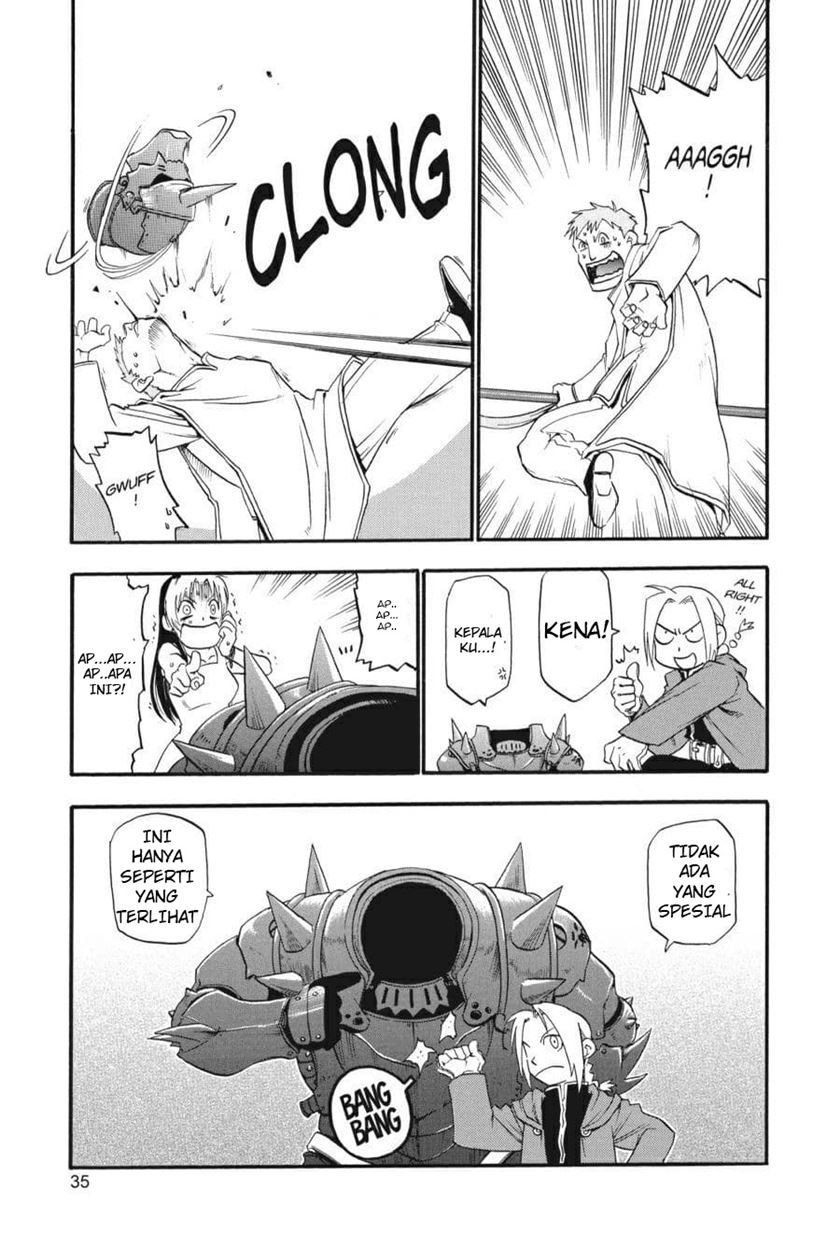 AAAGGH
!
CLONG
GWUFF
!
ALL
RIGHT
!!
KENA!
KEPALA
KU...!
AP..
AP..
AP..
AP...AP...
AP..APA
INI?!
TIDAK
ADA
YANG
SPESIAL
INI
HANYA
SEPERTI
YANG
TERLIHAT
BANG
BANG
35